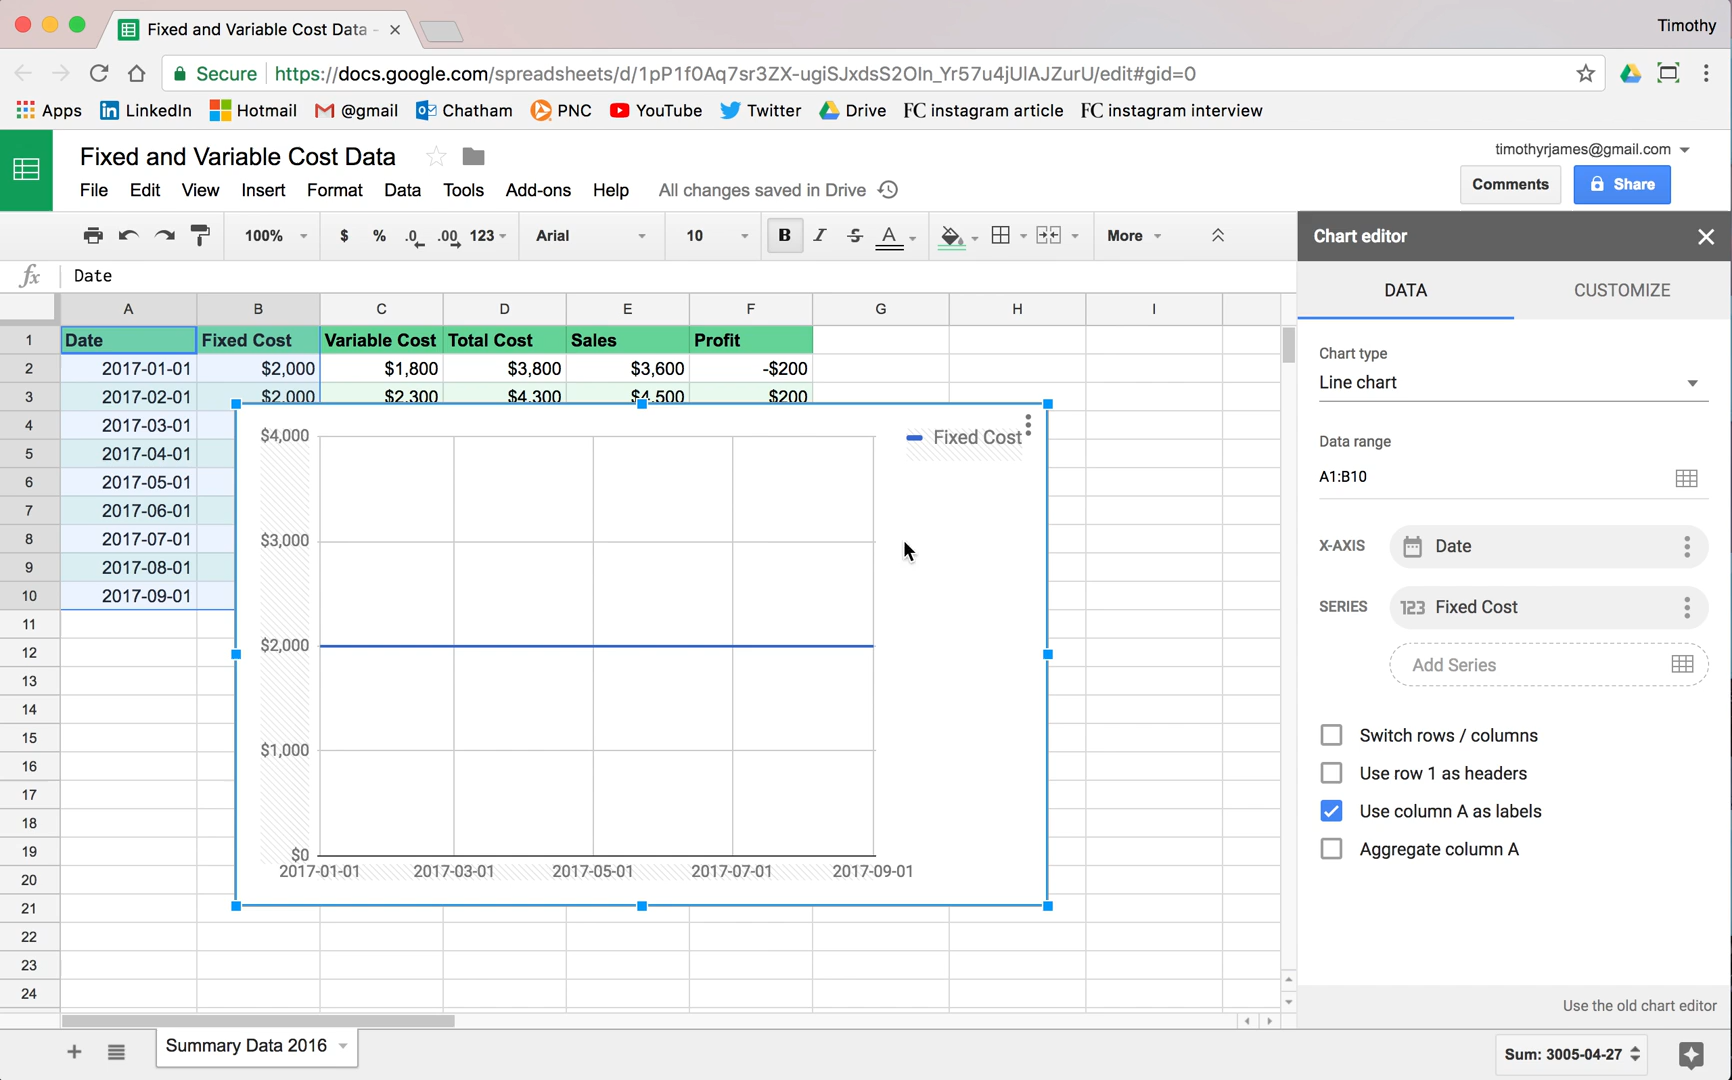 Fixed and Variable Cost Data -
Timothy
Secure https://docs.google.com/spreadsheets/d/1pP1f0Aq7sr3ZX-ugiSJxdsS2OIn_Yr57u4jUlAJZurU/edit#gid=0
Apps LinkedIn Hotmail @gmail Chatham PNC YouTube Twitter Drive FC instagram article FC instagram interview
Fixed and Variable Cost Data
timothyrjames@gmail.com
File Edit View Insert Format Data Tools Add-ons Help All changes saved in Drive
Comments Share
100% $ % .0 .00 123 Arial 10 B I S A More
fx Date
A B C D E F G H I
1 Date Fixed Cost Variable Cost Total Cost Sales Profit
2 2017-01-01 $2,000 $1,800 $3,800 $3,600 -$200
3 2017-02-01 $2,000 $2,300 $4,300 $4,500 $200
4 2017-03-01
5 2017-04-01
6 2017-05-01
7 2017-06-01
8 2017-07-01
9 2017-08-01
10 2017-09-01
11
12
13
14
15
16
17
18
19
20
21
22
23
24
Fixed Cost
$4,000
$3,000
$2,000
$1,000
$0
2017-01-01 2017-03-01 2017-05-01 2017-07-01 2017-09-01
Chart editor
DATA CUSTOMIZE
Chart type
Line chart
Data range
A1:B10
X-AXIS Date
SERIES 123 Fixed Cost
Add Series
Switch rows / columns
Use row 1 as headers
Use column A as labels
Aggregate column A
Use the old chart editor
Summary Data 2016
Sum: 3005-04-27